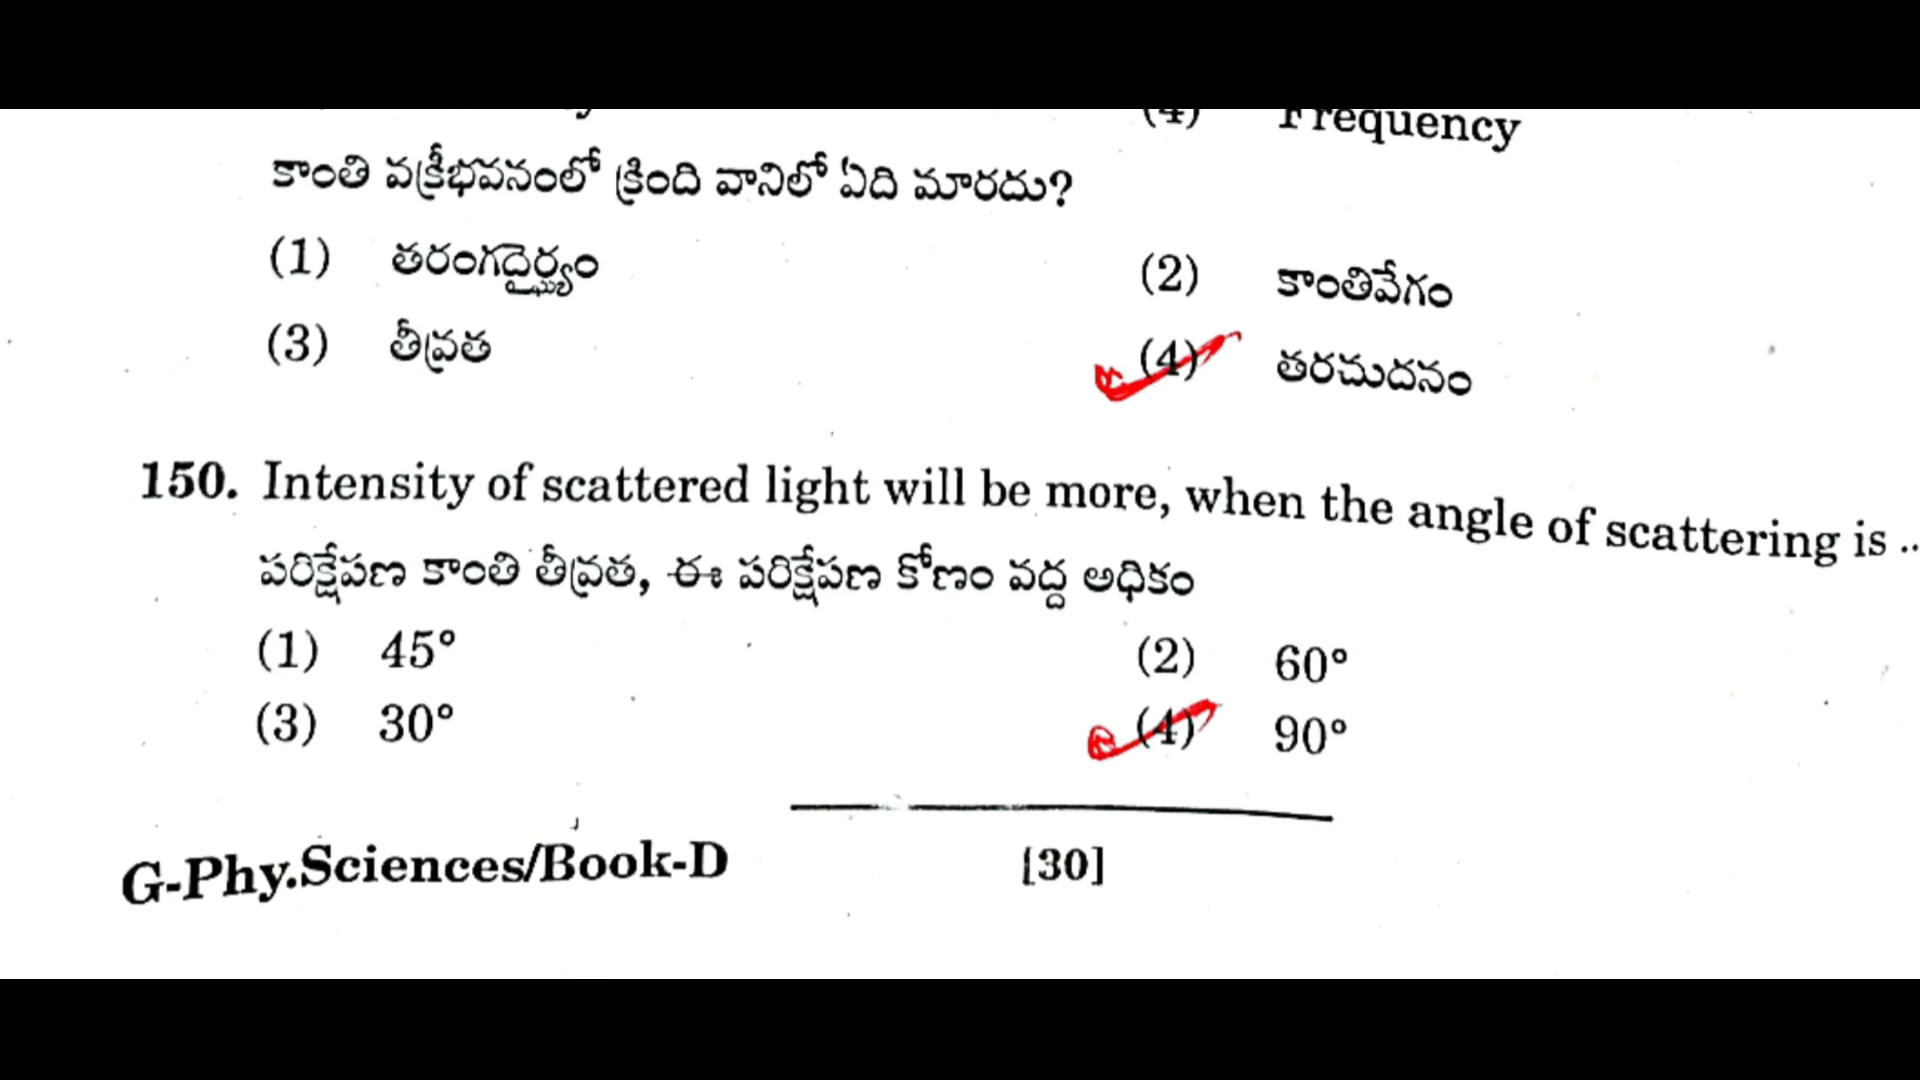 (4) Frequency
కాంతి వక్రీభవనంలో క్రింది వానిలో ఏది మారదు?
(1) తరంగదైర్ఘ్యం (2) కాంతివేగం
(3) తీవ్రత (4) తరచుదనం
150. Intensity of scattered light will be more, when the angle of scattering is ..
పరిక్షేపణ కాంతి తీవ్రత, ఈ పరిక్షేపణ కోణం వద్ద అధికం
(1) 45° (2) 60°
(3) 30° (4) 90°
G-Phy.Sciences/Book-D [30]